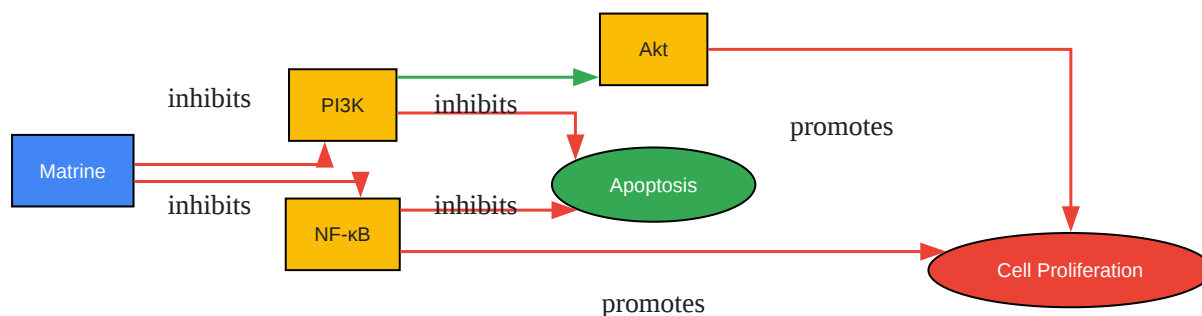 Akt
inhibits
PI3K
inhibits
promotes
Matrine
Apoptosis
inhibits
inhibits
NF-κB
Cell Proliferation
promotes